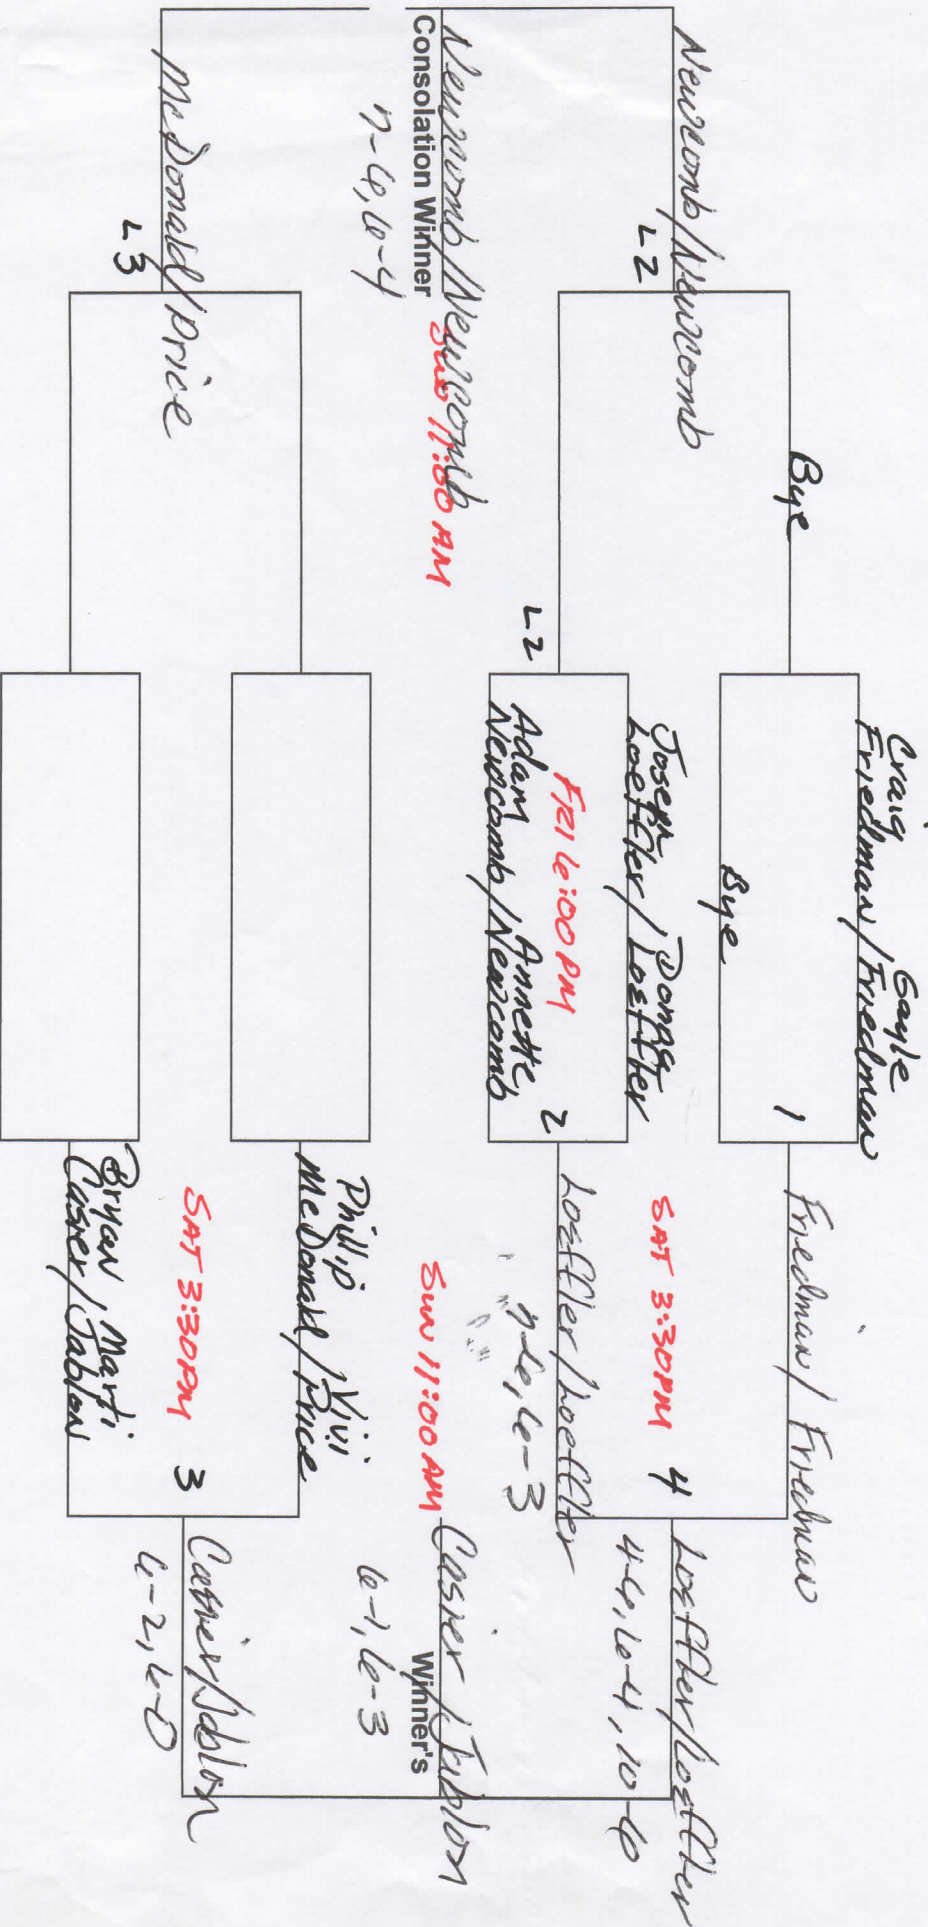 Craig Gayle
Friedman/Friedman
1
Bye
Friedman/Friedman
Bye
Joseph Donna
Loeffler/Loeffler
FRI 6:00 PM
2
Adam Annette
Newcomb/Newcomb
L2
Loeffler/Loeffler
7-6, 6-3
SAT 3:30PM
4
Loeffler/Loeffler
4-6, 6-4, 10-6
Newcomb/Newcomb
L2
Newcomb/Newcomb
Consolation Winner
Sun 11:00 AM
7-6, 6-4
Sun 11:00 AM
Casner/Jablon
Winner's
6-1, 6-3
Phillip Vivi
McDonald/Price
SAT 3:30PM
3
Bryan Marti
Casner/Jablon
Casner/Jablon
6-2, 6-0
McDonald/Price
L3